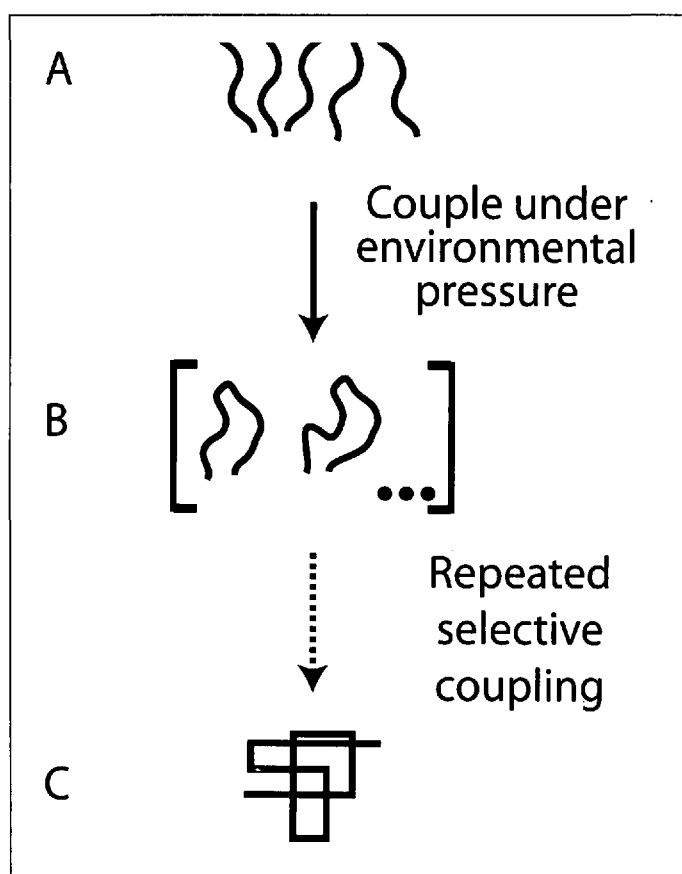 A
Couple under
environmental
pressure
B
Repeated
selective
coupling
C